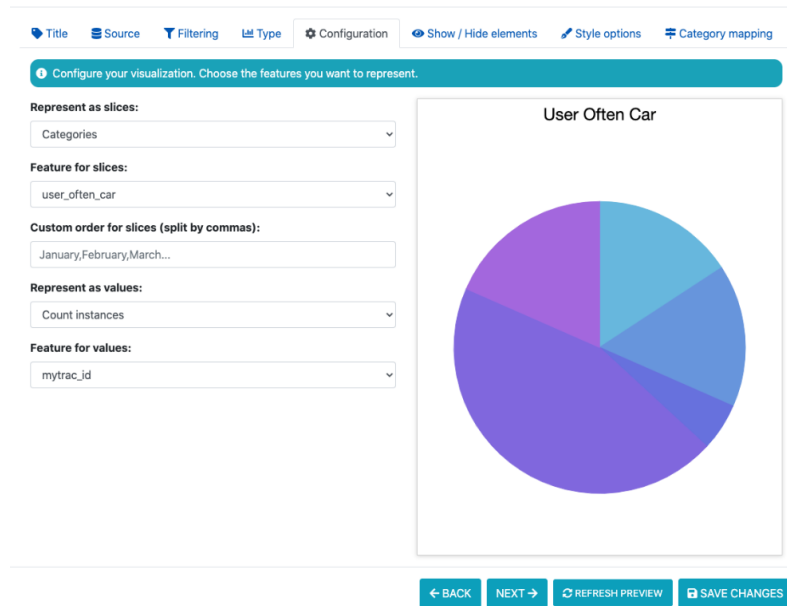 Title Source Filtering Type Configuration Show / Hide elements Style options Category mapping
Configure your visualization. Choose the features you want to represent.
Represent as slices:
Categories
Feature for slices:
user_often_car
Custom order for slices (split by commas):
January,February,March...
Represent as values:
Count instances
Feature for values:
mytrac_id
User Often Car
BACK NEXT REFRESH PREVIEW SAVE CHANGES